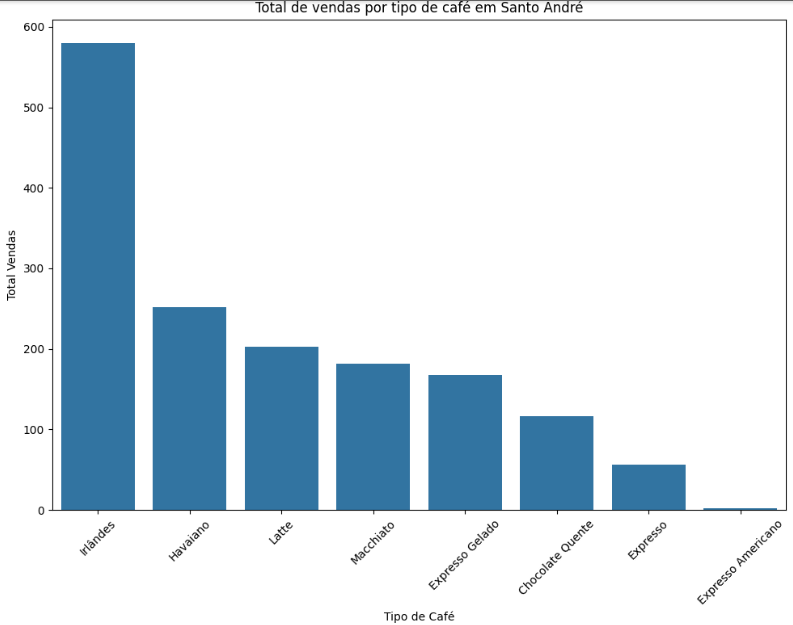 Total de vendas por tipo de café em Santo André
600
500
400
300
200
100
0
Total Vendas
Irlândes
Havaiano
Latte
Macchiato
Expresso Gelado
Chocolate Quente
Expresso
Expresso Americano
Tipo de Café